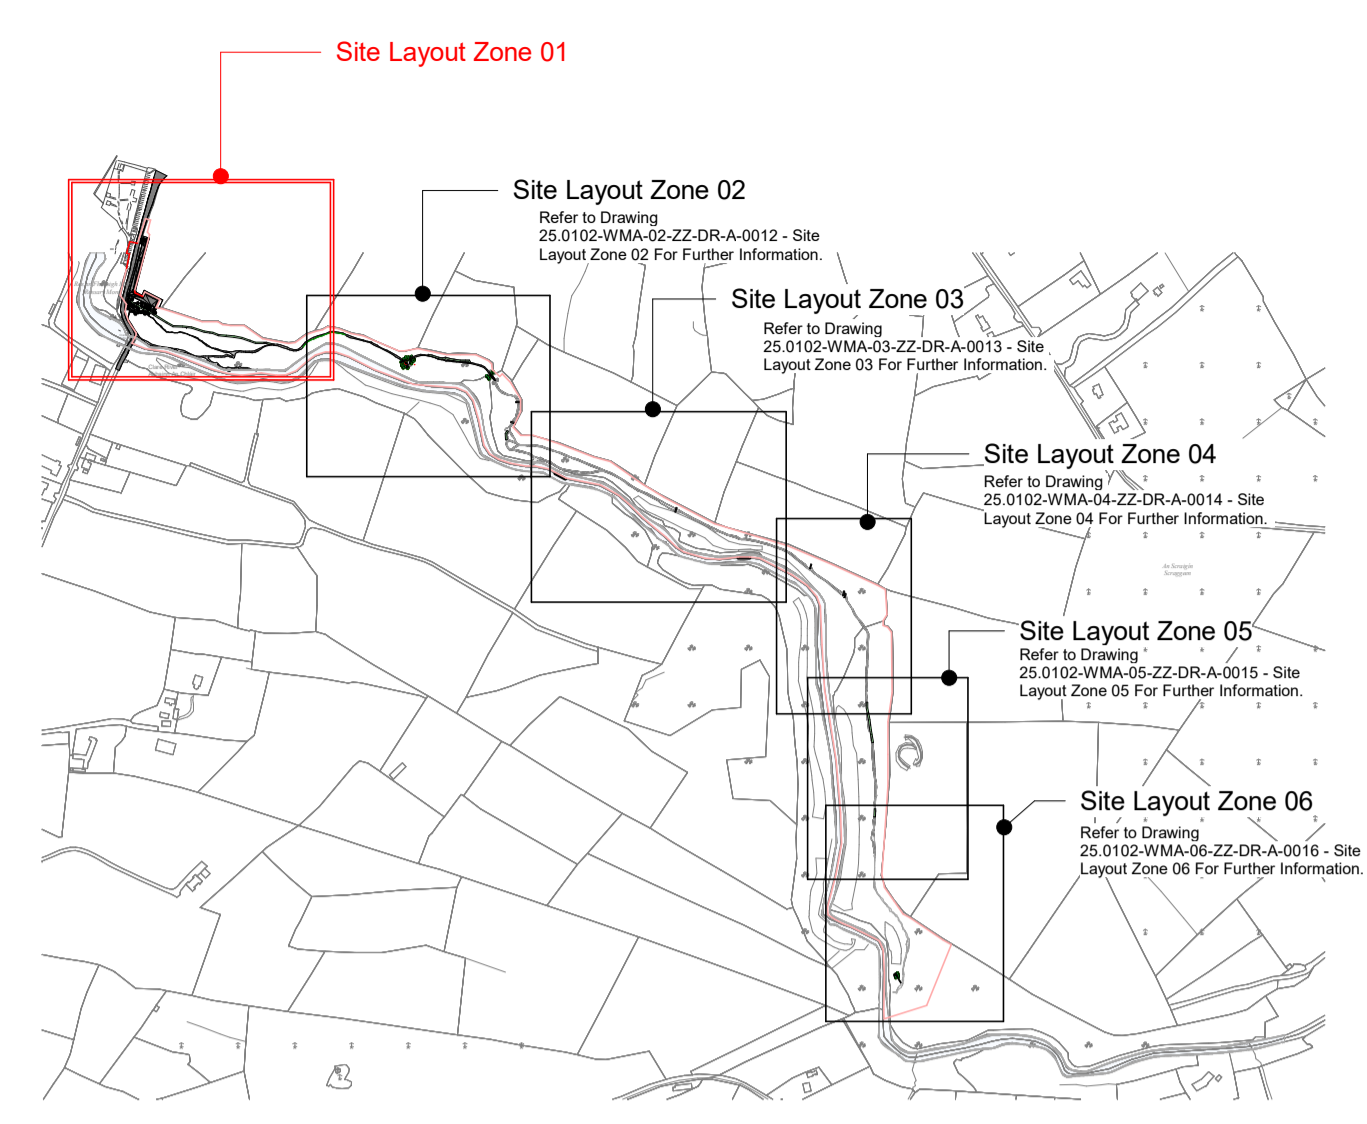 Site Layout Zone 01
Site Layout Zone 02
Refer to Drawing
25.0102-WMA-02-ZZ-DR-A-0012 - Site
Layout Zone 02 For Further Information.
Site Layout Zone 03
Refer to Drawing
25.0102-WMA-03-ZZ-DR-A-0013 - Site
Layout Zone 03 For Further Information.
Site Layout Zone 04
Refer to Drawing
25.0102-WMA-04-ZZ-DR-A-0014 - Site
Layout Zone 04 For Further Information.
An Scraigín
Scraggan
Site Layout Zone 05
Refer to Drawing
25.0102-WMA-05-ZZ-DR-A-0015 - Site
Layout Zone 05 For Further Information.
Site Layout Zone 06
Refer to Drawing
25.0102-WMA-06-ZZ-DR-A-0016 - Site
Layout Zone 06 For Further Information.